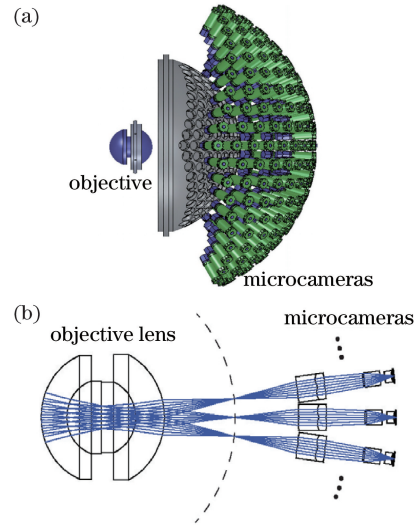 (a)
objective
microcameras
(b)
objective lens
microcameras